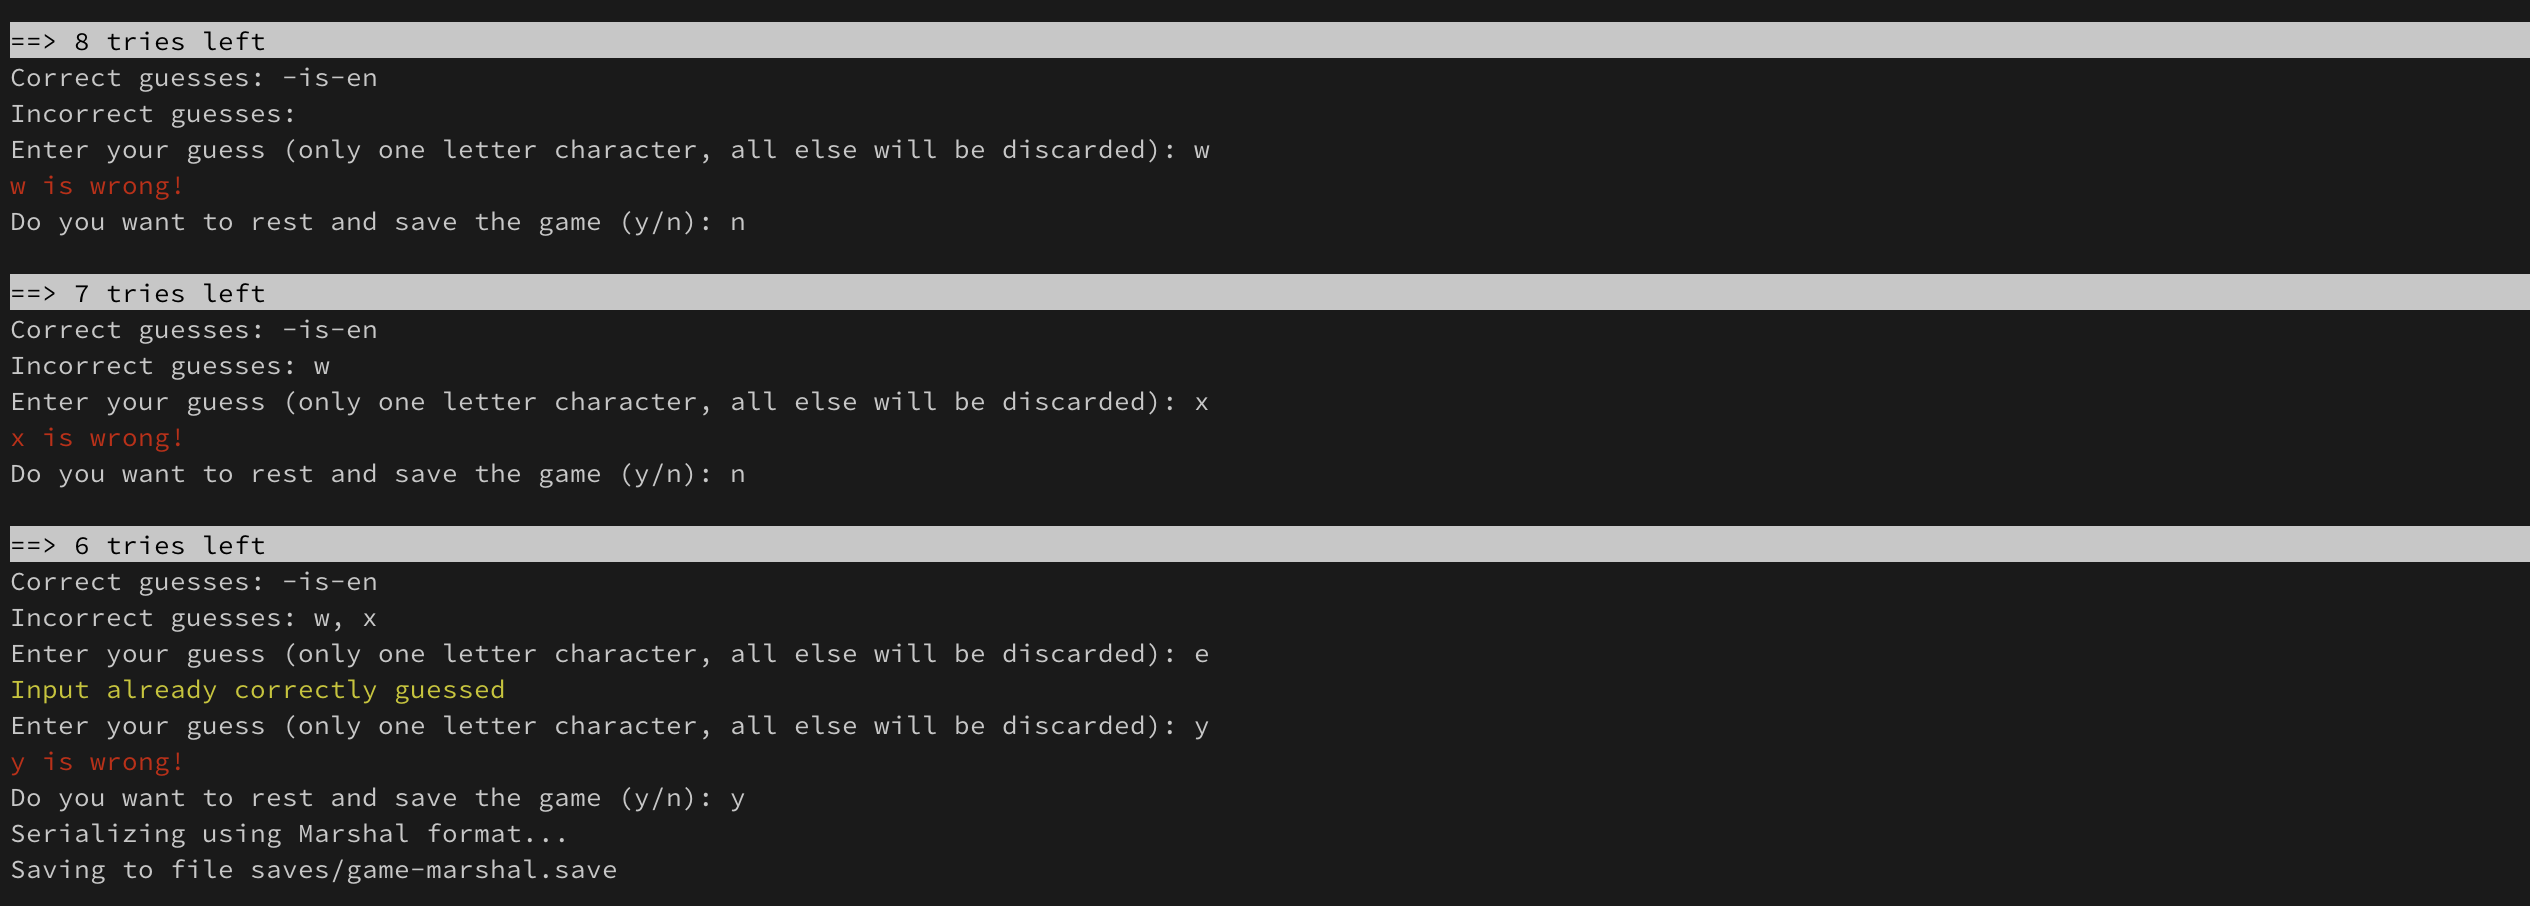 ==> 8 tries left
Correct guesses: -is-en
Incorrect guesses:
Enter your guess (only one letter character, all else will be discarded): w
w is wrong!
Do you want to rest and save the game (y/n): n
==> 7 tries left
Correct guesses: -is-en
Incorrect guesses: w
Enter your guess (only one letter character, all else will be discarded): x
x is wrong!
Do you want to rest and save the game (y/n): n
==> 6 tries left
Correct guesses: -is-en
Incorrect guesses: w, x
Enter your guess (only one letter character, all else will be discarded): e
Input already correctly guessed
Enter your guess (only one letter character, all else will be discarded): y
y is wrong!
Do you want to rest and save the game (y/n): y
Serializing using Marshal format...
Saving to file saves/game-marshal.save